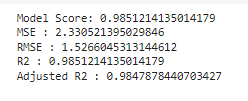 Model Score: 0.9851214135014179
MSE : 2.330521395029846
RMSE : 1.5266045313144612
R2 : 0.9851214135014179
Adjusted R2 : 0.9847878440703427